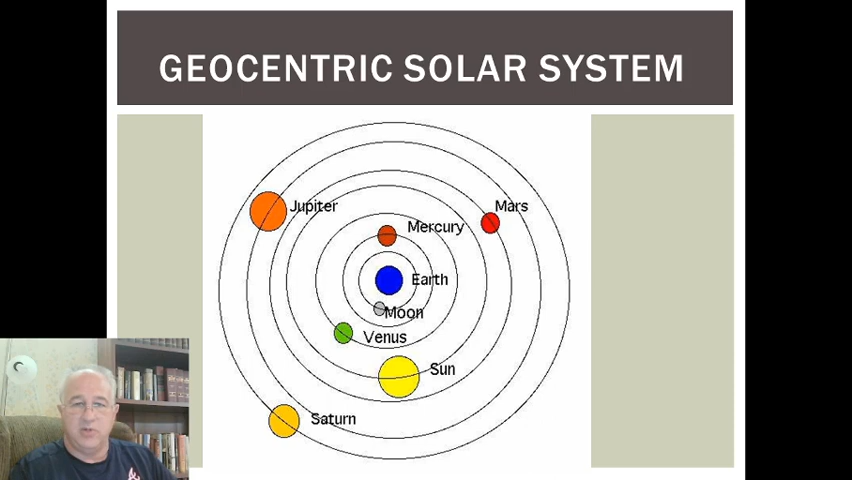 GEOCENTRIC SOLAR SYSTEM
Jupiter
Mars
Mercury
Earth
Moon
Venus
Sun
Saturn